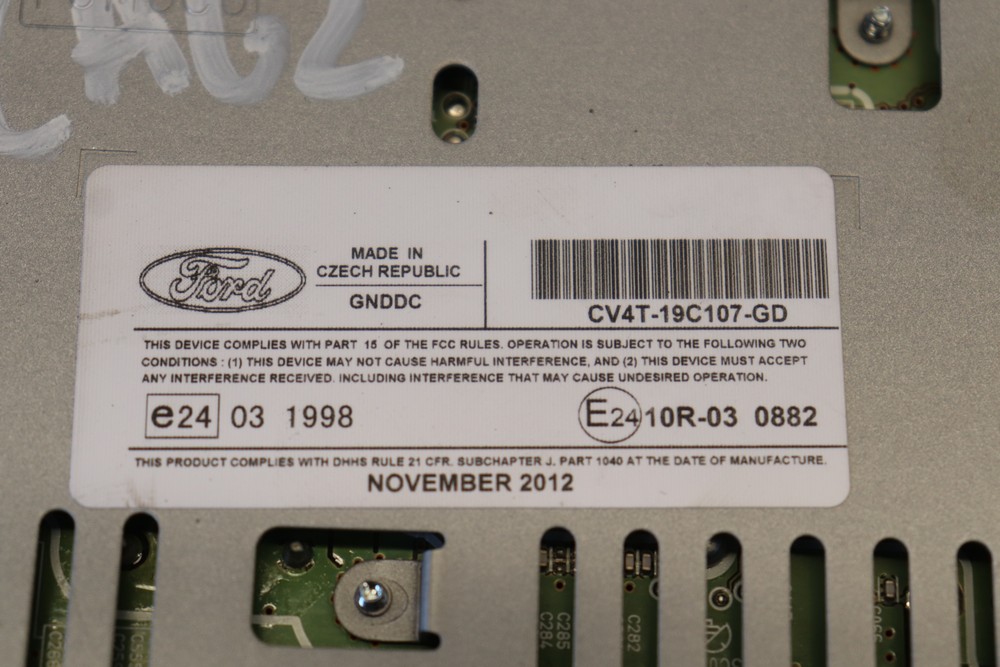 AG2
Ford
MADE IN
CZECH REPUBLIC
GNDDC
CV4T-19C107-GD
THIS DEVICE COMPLIES WITH PART 15 OF THE FCC RULES. OPERATION IS SUBJECT TO THE FOLLOWING TWO
CONDITIONS : (1) THIS DEVICE MAY NOT CAUSE HARMFUL INTERFERENCE, AND (2) THIS DEVICE MUST ACCEPT
ANY INTERFERENCE RECEIVED. INCLUDING INTERFERENCE THAT MAY CAUSE UNDESIRED OPERATION.
e24 03 1998
E24 10R-03 0882
THIS PRODUCT COMPLIES WITH DHHS RULE 21 CFR. SUBCHAPTER J. PART 1040 AT THE DATE OF MANUFACTURE.
NOVEMBER 2012
C285
C284
C282